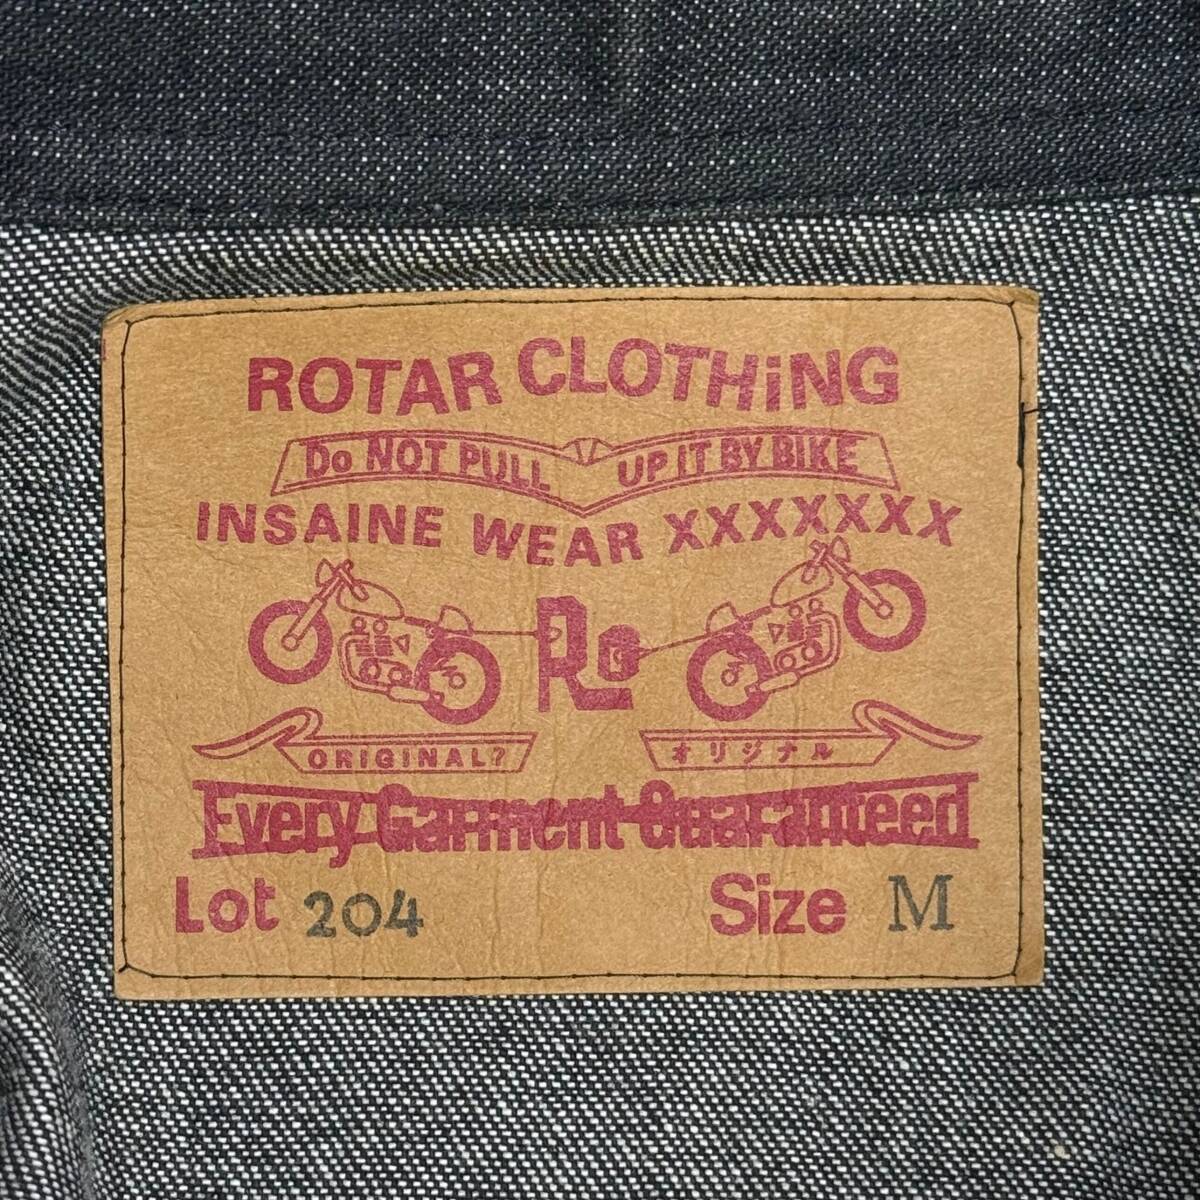 ROTAR CLOTHiNG
Do NOT PULL UP IT BY BIKE
INSAINE WEAR XXXXXXX
Ro
ORIGINAL? オリジナル
Every Garment Guaranteed
Lot 204 Size M